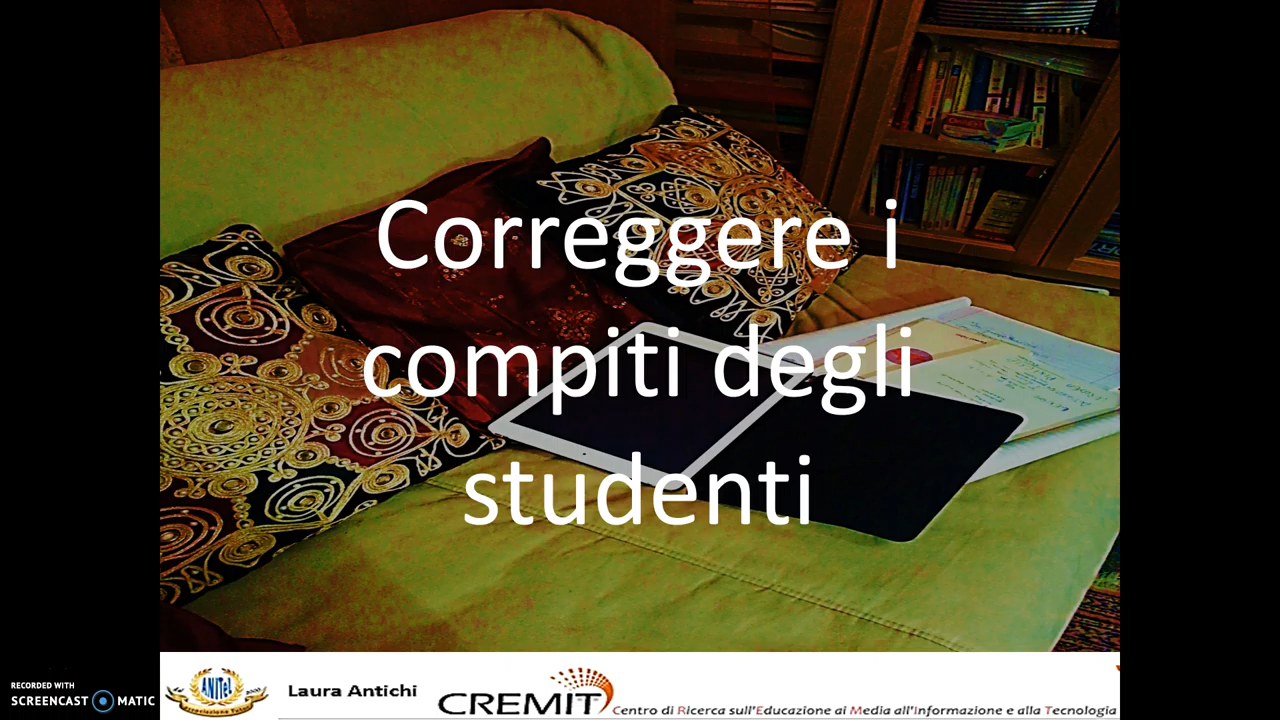 Correggere i
compiti degli
studenti
RECORDED WITH
SCREENCAST MATIC
ANITeL
Laura Antichi
CREMIT
Centro di Ricerca sull'Educazione ai Media all'Informazione e alla Tecnologia